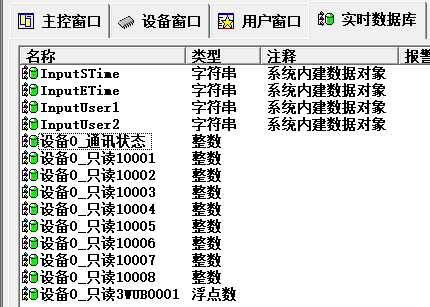 主控窗口 设备窗口 用户窗口 实时数据库
名称 类型 注释 报警
InputSTime 字符串 系统内建数据对象
InputETime 字符串 系统内建数据对象
InputUser1 字符串 系统内建数据对象
InputUser2 字符串 系统内建数据对象
设备0_通讯状态 整数
设备0_只读10001 整数
设备0_只读10002 整数
设备0_只读10003 整数
设备0_只读10004 整数
设备0_只读10005 整数
设备0_只读10006 整数
设备0_只读10007 整数
设备0_只读10008 整数
设备0_只读3WUB0001 浮点数